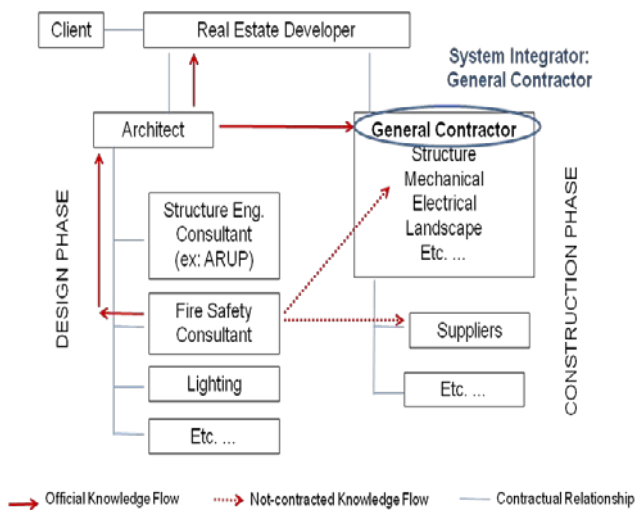 Client
Real Estate Developer
System Integrator:
General Contractor
Architect
General Contractor
Structure
Mechanical
Electrical
Landscape
Etc. ...
Structure Eng.
Consultant
(ex: ARUP)
Fire Safety
Consultant
Lighting
Etc. ...
Suppliers
Etc. ...
DESIGN PHASE
CONSTRUCTION PHASE
Official Knowledge Flow
Not-contracted Knowledge Flow
Contractual Relationship